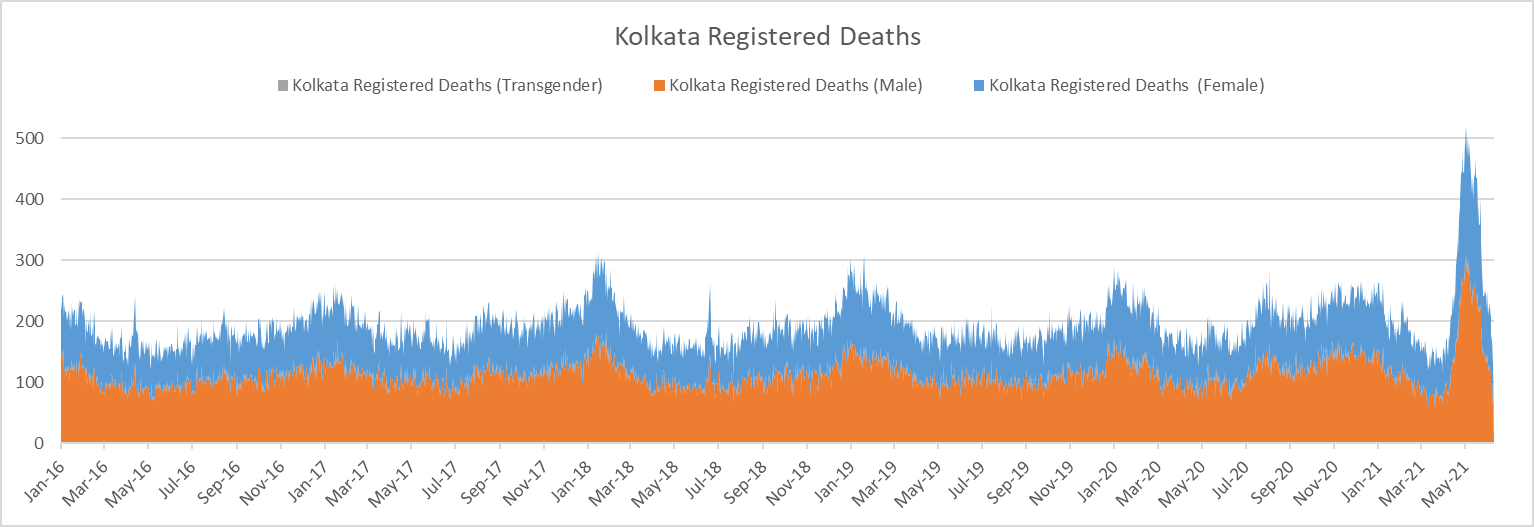 Kolkata Registered Deaths
Kolkata Registered Deaths (Transgender) Kolkata Registered Deaths (Male) Kolkata Registered Deaths  (Female)
500
400
300
200
100
0
Jan-16 Mar-16 May-16 Jul-16 Sep-16 Nov-16 Jan-17 Mar-17 May-17 Jul-17 Sep-17 Nov-17 Jan-18 Mar-18 May-18 Jul-18 Sep-18 Nov-18 Jan-19 Mar-19 May-19 Jul-19 Sep-19 Nov-19 Jan-20 Mar-20 May-20 Jul-20 Sep-20 Nov-20 Jan-21 Mar-21 May-21